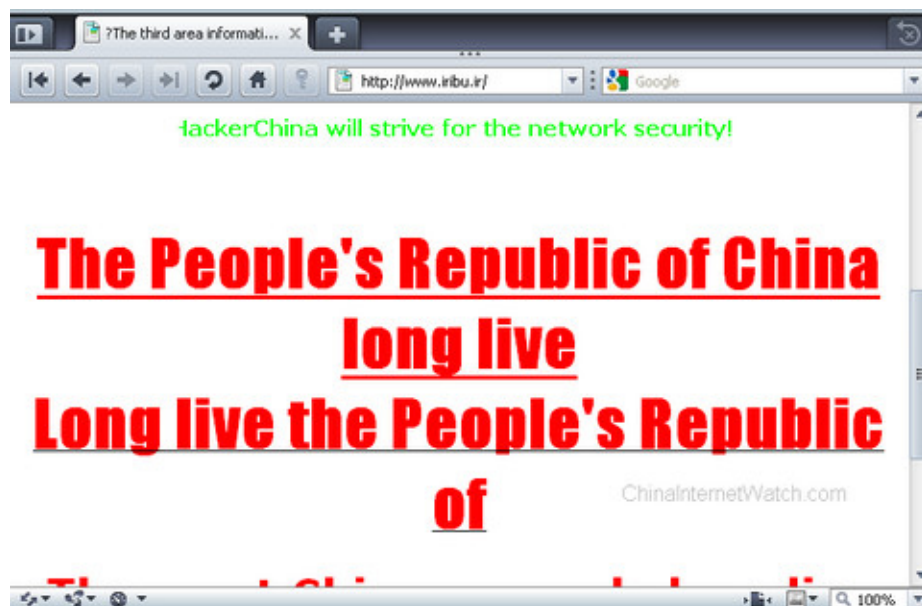 ?The third area informati...
http://www.iribu.ir/
Google
HackerChina will strive for the network security!
The People's Republic of China
long live
Long live the People's Republic
of
ChinaInternetWatch.com
100%